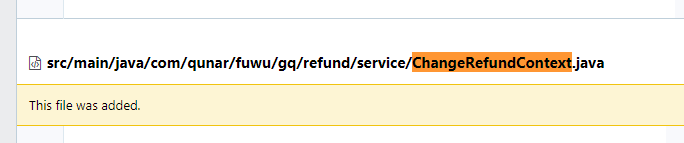 src/main/java/com/qunar/fuwu/gq/refund/service/ChangeRefundContext.java
This file was added.